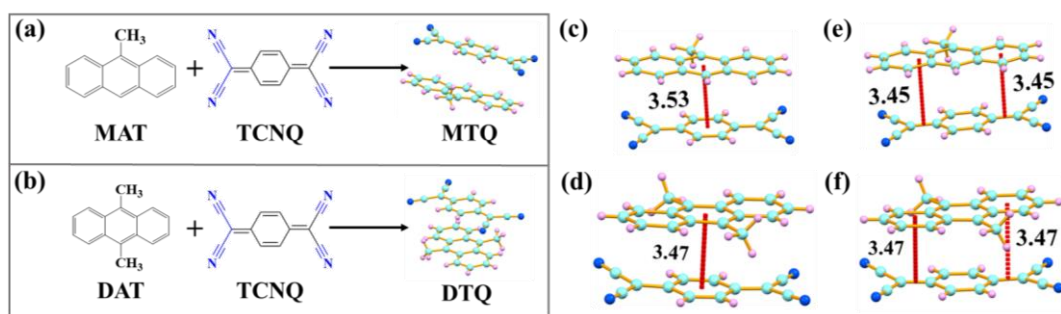 (a)
CH3
N
N
N
N
+
MAT
TCNQ
MTQ
(b)
CH3
CH3
N
N
N
N
+
DAT
TCNQ
DTQ
(c)
3.53
(e)
3.45
3.45
(d)
3.47
(f)
3.47
3.47